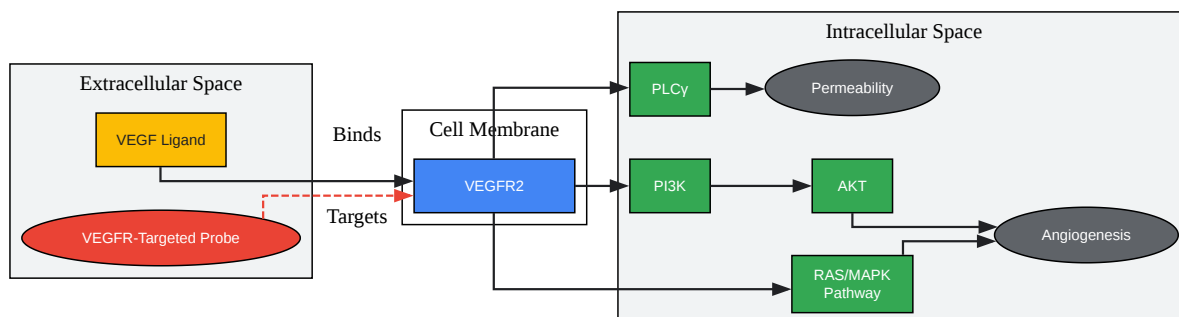 Extracellular Space
VEGF Ligand
VEGFR-Targeted Probe
Binds
Targets
Cell Membrane
VEGFR2
Intracellular Space
PLCγ
Permeability
PI3K
AKT
Angiogenesis
RAS/MAPK
Pathway